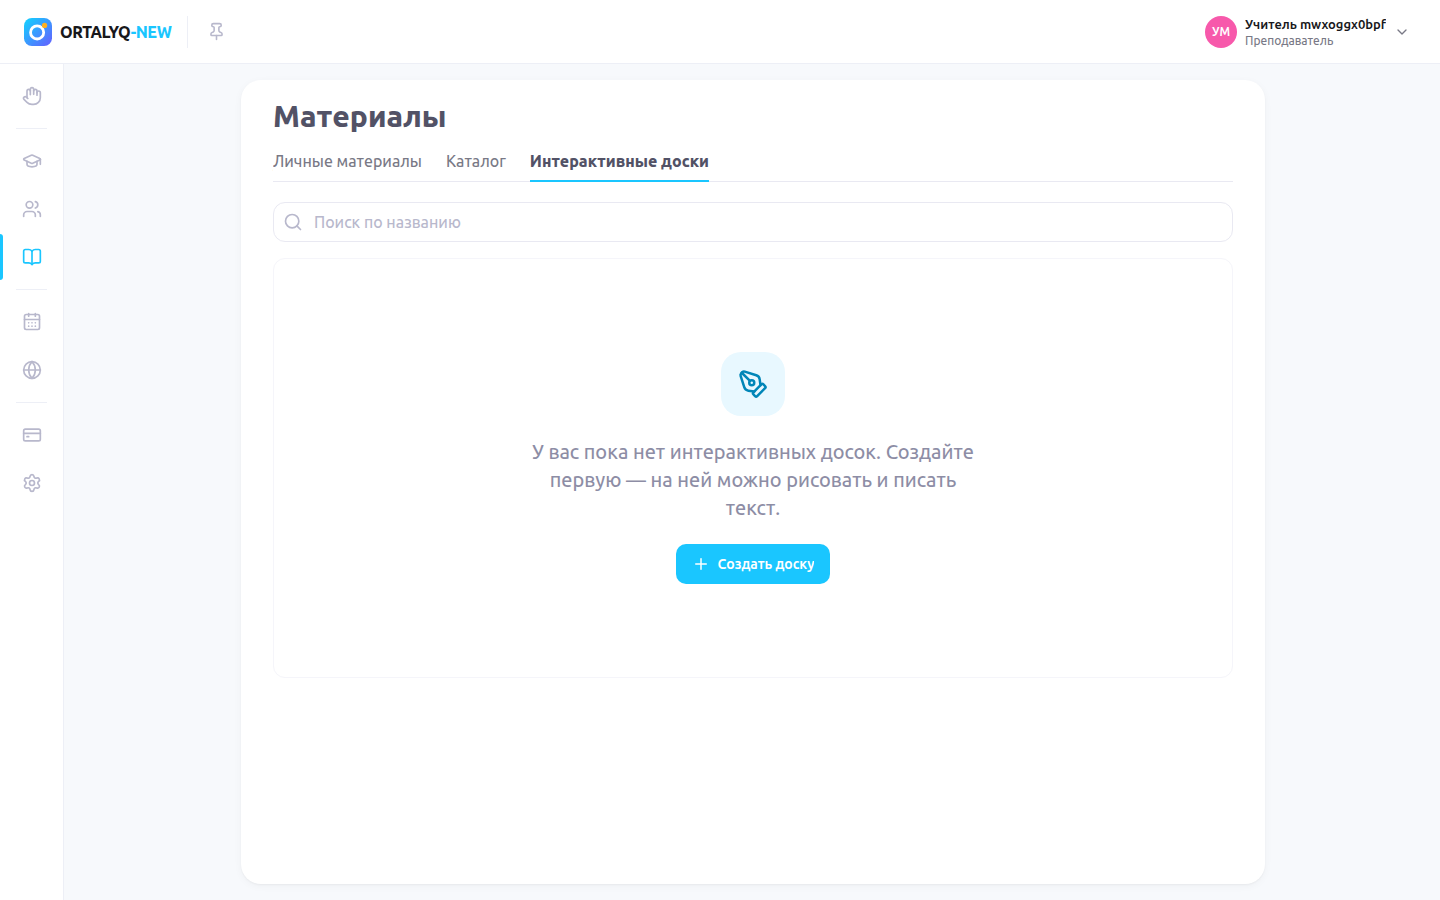 ORTALYQ-NEW
Учитель mwxoggx0bpf
УМ
Преподаватель
Материалы
Личные материалы
Каталог
Интерактивные доски
Поиск по названию
У вас пока нет интерактивных досок. Создайте
первую — на ней можно рисовать и писать
текст.
Создать доску